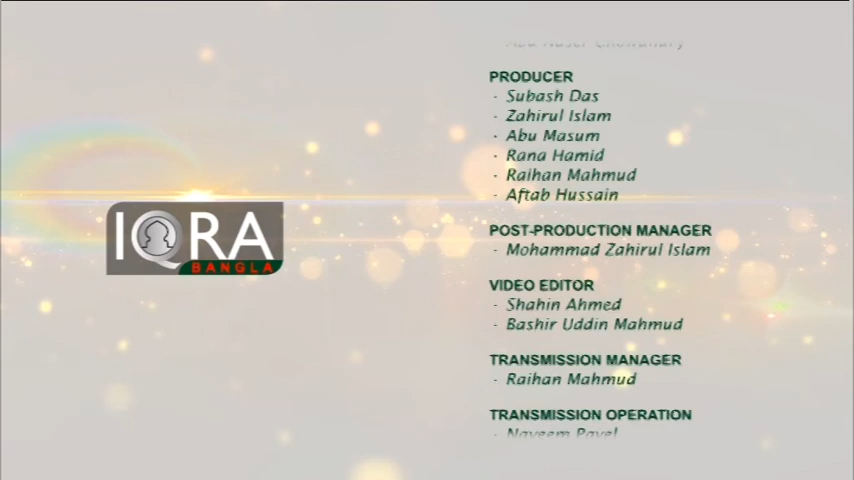 IQRA
BANGLA
PRODUCER
- Subash Das
- Zahirul Islam
- Abu Masum
- Rana Hamid
- Raihan Mahmud
- Aftab Hussain
POST-PRODUCTION MANAGER
- Mohammad Zahirul Islam
VIDEO EDITOR
- Shahin Ahmed
- Bashir Uddin Mahmud
TRANSMISSION MANAGER
- Raihan Mahmud
TRANSMISSION OPERATION